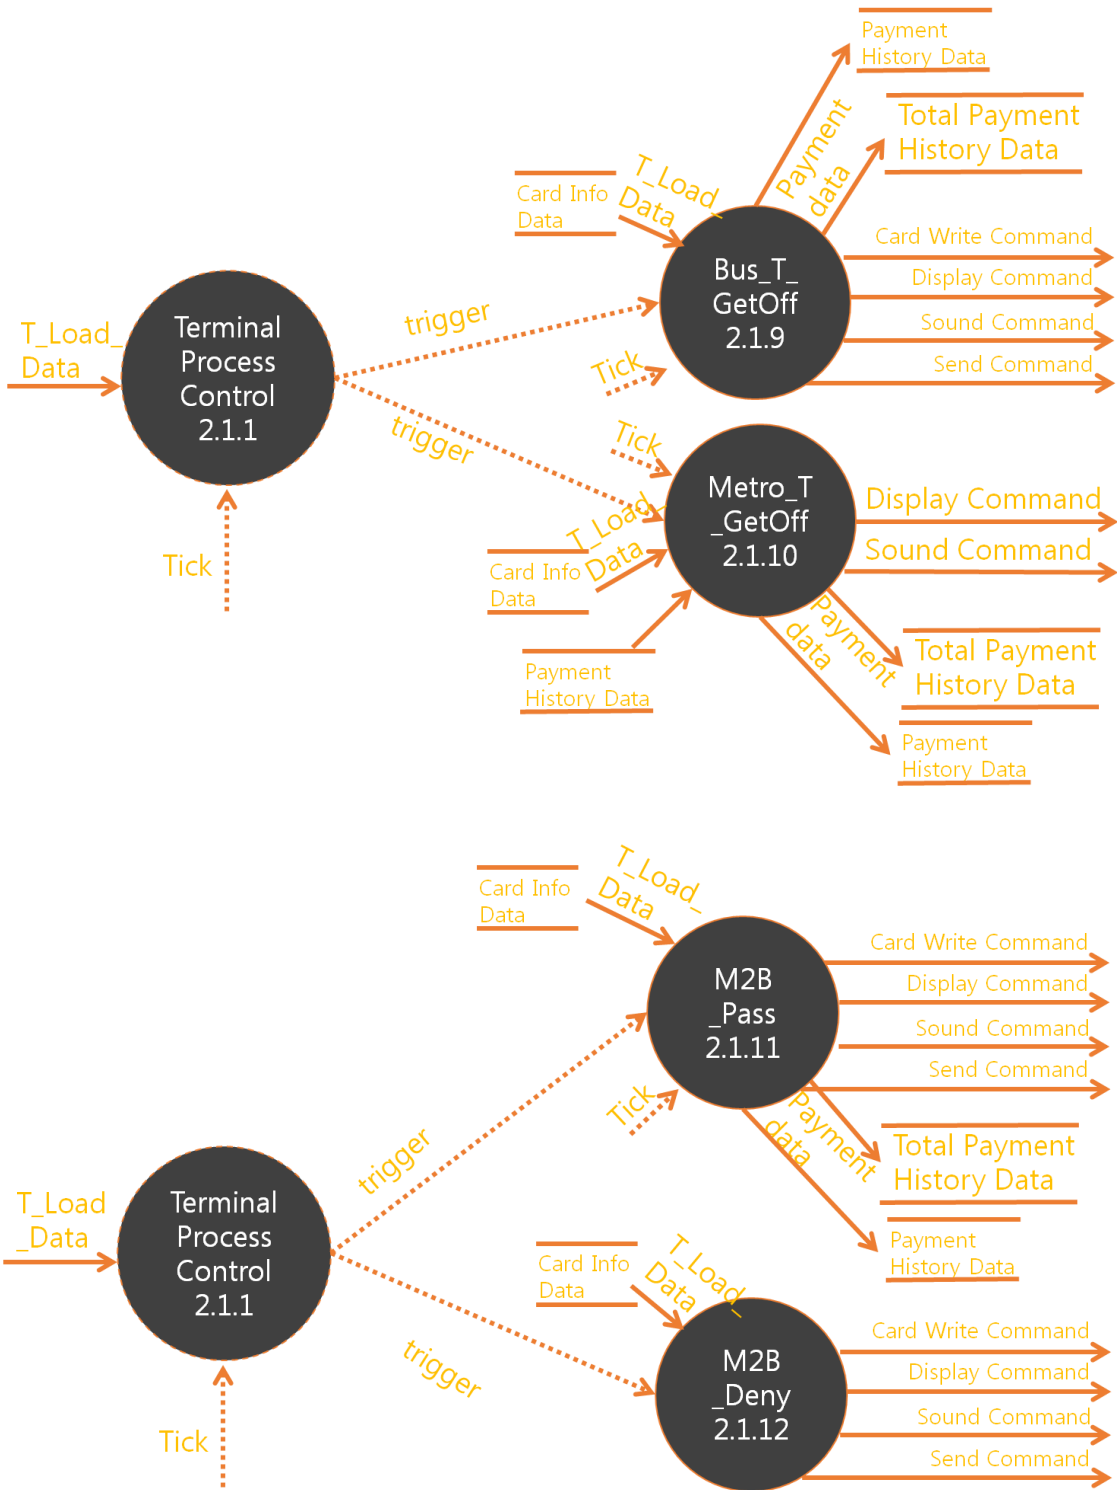 Payment
History Data
Total Payment
History Data
Payment
data
T_Load_
Data
Card Info
Data
Card Write Command
Display Command
Sound Command
Send Command
Bus_T_
GetOff
2.1.9
trigger
Tick
T_Load_
Data
Terminal
Process
Control
2.1.1
trigger
Tick
Tick
Metro_T
_GetOff
2.1.10
Display Command
Sound Command
T_Load_
Data
Card Info
Data
Payment
History Data
Payment
data
Total Payment
History Data
Payment
History Data
T_Load_
Data
Card Info
Data
M2B
_Pass
2.1.11
Card Write Command
Display Command
Sound Command
Send Command
trigger
Tick
Payment
data
Total Payment
History Data
Payment
History Data
T_Load
_Data
Terminal
Process
Control
2.1.1
trigger
Tick
T_Load_
Data
Card Info
Data
M2B
_Deny
2.1.12
Card Write Command
Display Command
Sound Command
Send Command